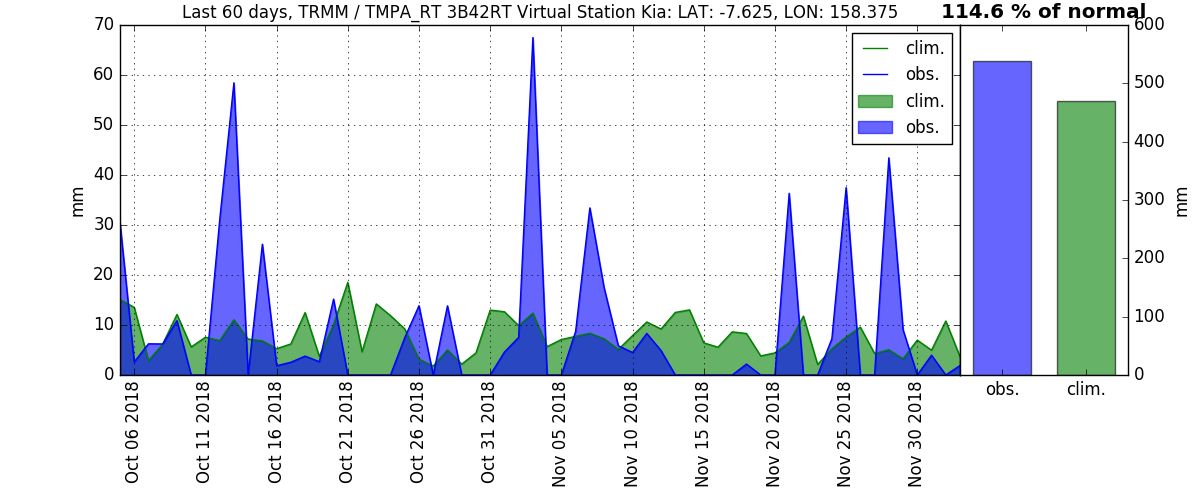 Last 60 days, TRMM / TMPA_RT 3B42RT Virtual Station Kia: LAT: -7.625, LON: 158.375
114.6 % of normal
70
60
50
40
30
20
10
0
mm
clim.
obs.
clim.
obs.
600
500
400
300
200
100
0
mm
Oct 06 2018
Oct 11 2018
Oct 16 2018
Oct 21 2018
Oct 26 2018
Oct 31 2018
Nov 05 2018
Nov 10 2018
Nov 15 2018
Nov 20 2018
Nov 25 2018
Nov 30 2018
obs.
clim.